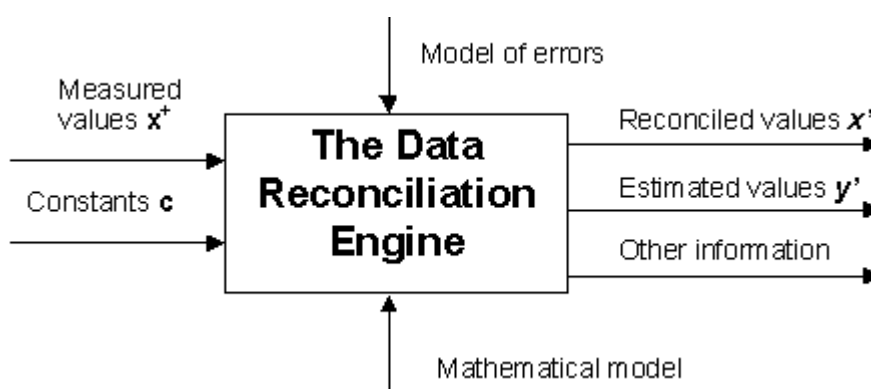 Model of errors
Measured
values x⁺
Constants c
The Data
Reconciliation
Engine
Reconciled values x'
Estimated values y'
Other information
Mathematical model